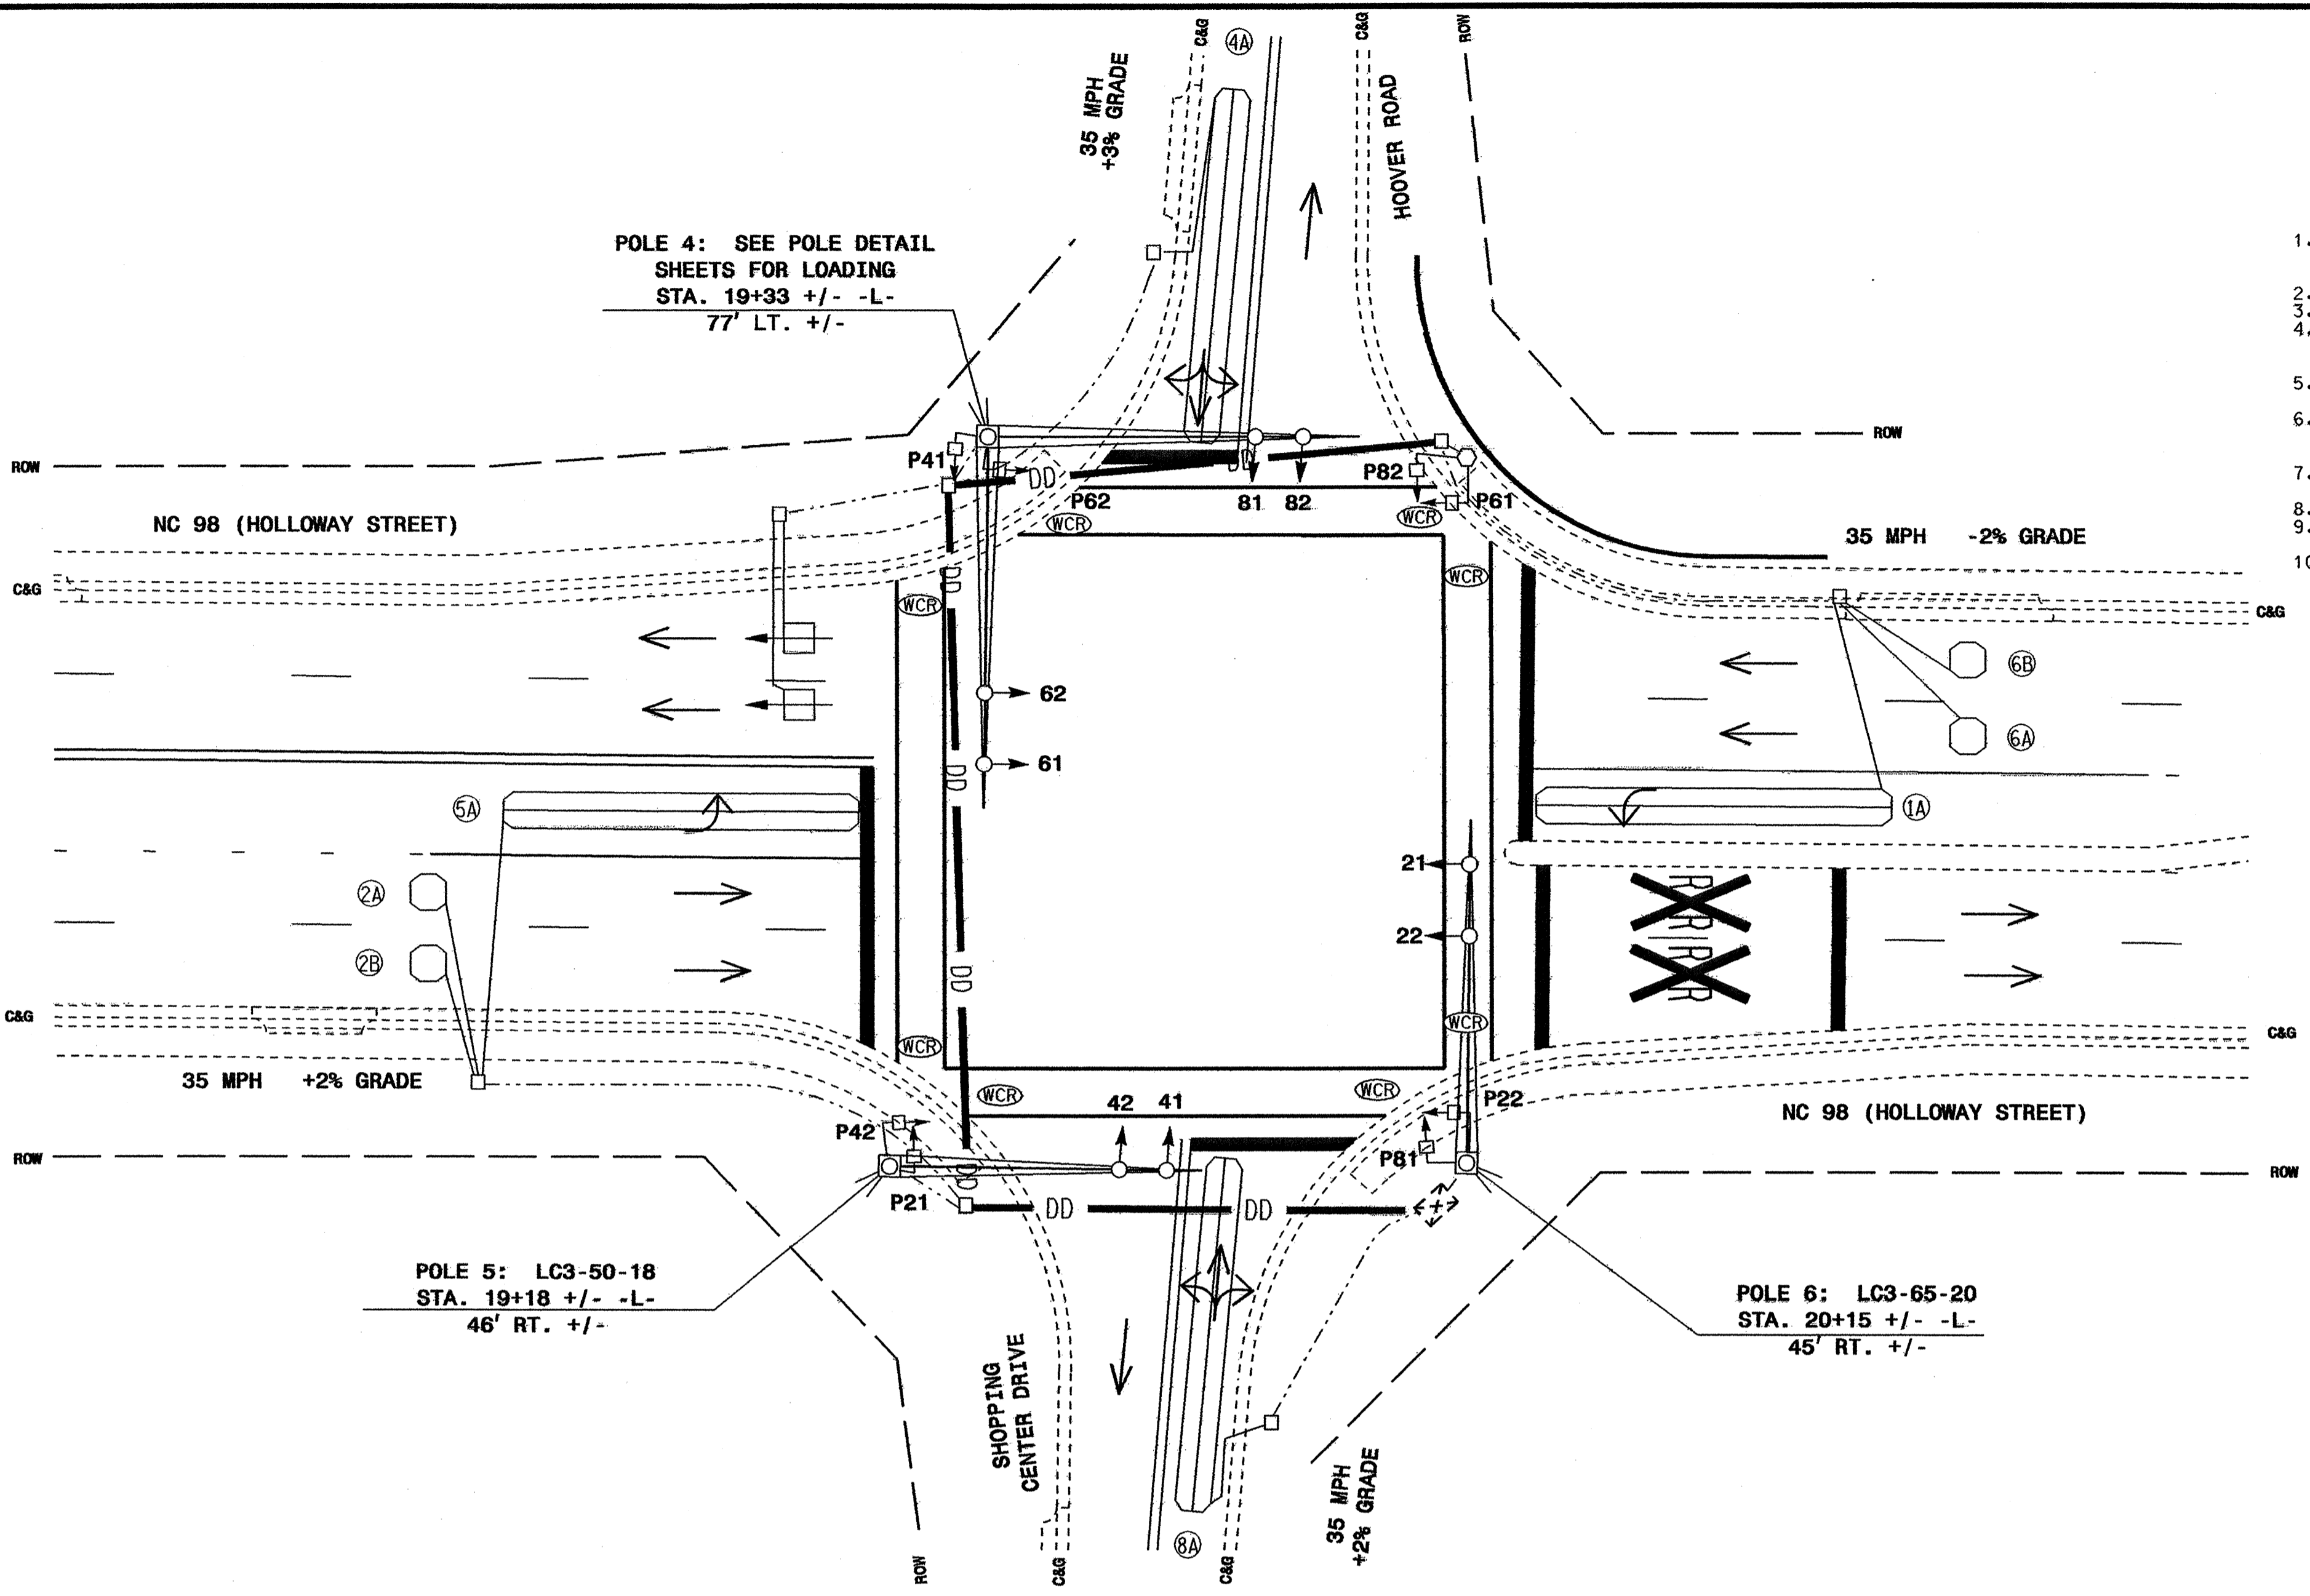 C&G
4A
C&G
ROW
35 MPH
+3% GRADE
HOOVER ROAD
POLE 4: SEE POLE DETAIL
SHEETS FOR LOADING
STA. 19+33 +/- -L-
77' LT. +/-
1.
2.
3.
4.
5.
6.
7.
8.
9.
10
ROW
ROW
P41
DD
P62
DD
81
82
P82
P61
WCR
WCR
NC 98 (HOLLOWAY STREET)
35 MPH -2% GRADE
C&G
C&G
WCR
DD
WCR
62
61
DD
6B
6A
5A
1A
21
22
2A
2B
RR
RR
DD
WCR
WCR
C&G
C&G
35 MPH +2% GRADE
WCR
WCR
42
41
P22
P42
P81
NC 98 (HOLLOWAY STREET)
ROW
ROW
P21
DD
DD
DD
POLE 5: LC3-50-18
STA. 19+18 +/- -L-
46' RT. +/-
POLE 6: LC3-65-20
STA. 20+15 +/- -L-
45' RT. +/-
SHOPPING
CENTER DRIVE
35 MPH
+2% GRADE
8A
ROW
C&G
C&G